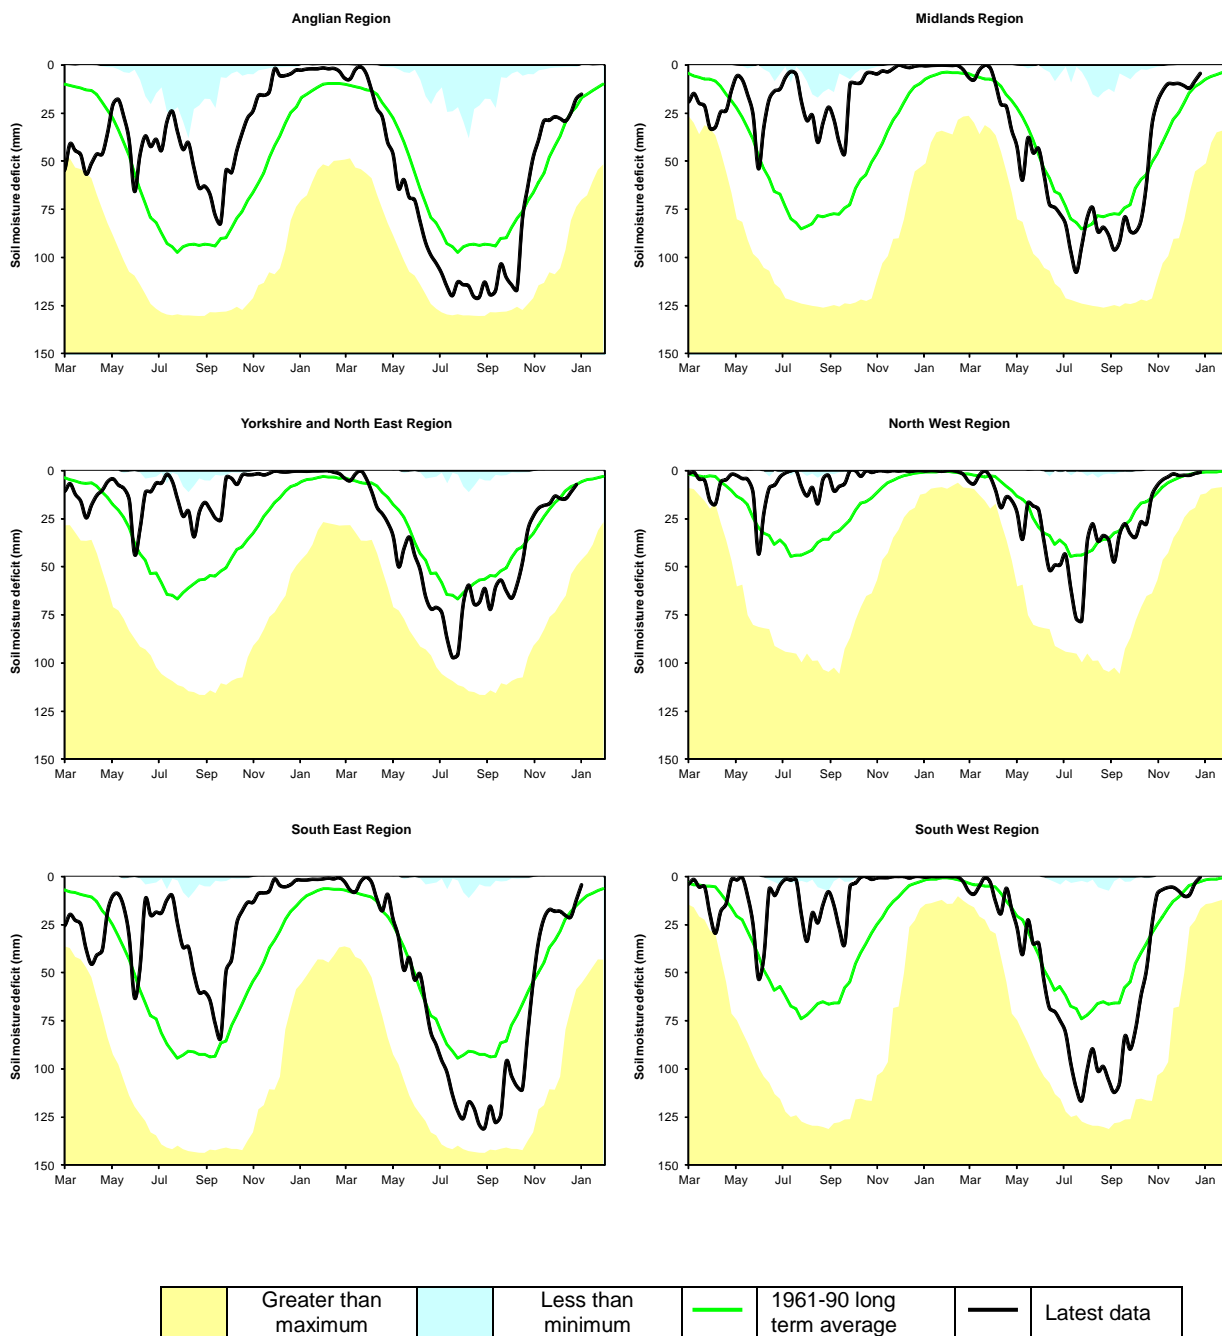 Anglian Region
Midlands Region
Soil moisture deficit (mm)
0
25
50
75
100
125
150
Mar May Jul Sep Nov Jan Mar May Jul Sep Nov Jan
Soil moisture deficit (mm)
0
25
50
75
100
125
150
Mar May Jul Sep Nov Jan Mar May Jul Sep Nov Jan
Yorkshire and North East Region
North West Region
Soil moisture deficit (mm)
0
25
50
75
100
125
150
Mar May Jul Sep Nov Jan Mar May Jul Sep Nov Jan
Soil moisture deficit (mm)
0
25
50
75
100
125
150
Mar May Jul Sep Nov Jan Mar May Jul Sep Nov Jan
South East Region
South West Region
Soil moisture deficit (mm)
0
25
50
75
100
125
150
Mar May Jul Sep Nov Jan Mar May Jul Sep Nov Jan
Soil moisture deficit (mm)
0
25
50
75
100
125
150
Mar May Jul Sep Nov Jan Mar May Jul Sep Nov Jan
Greater than
maximum
Less than
minimum
1961-90 long
term average
Latest data